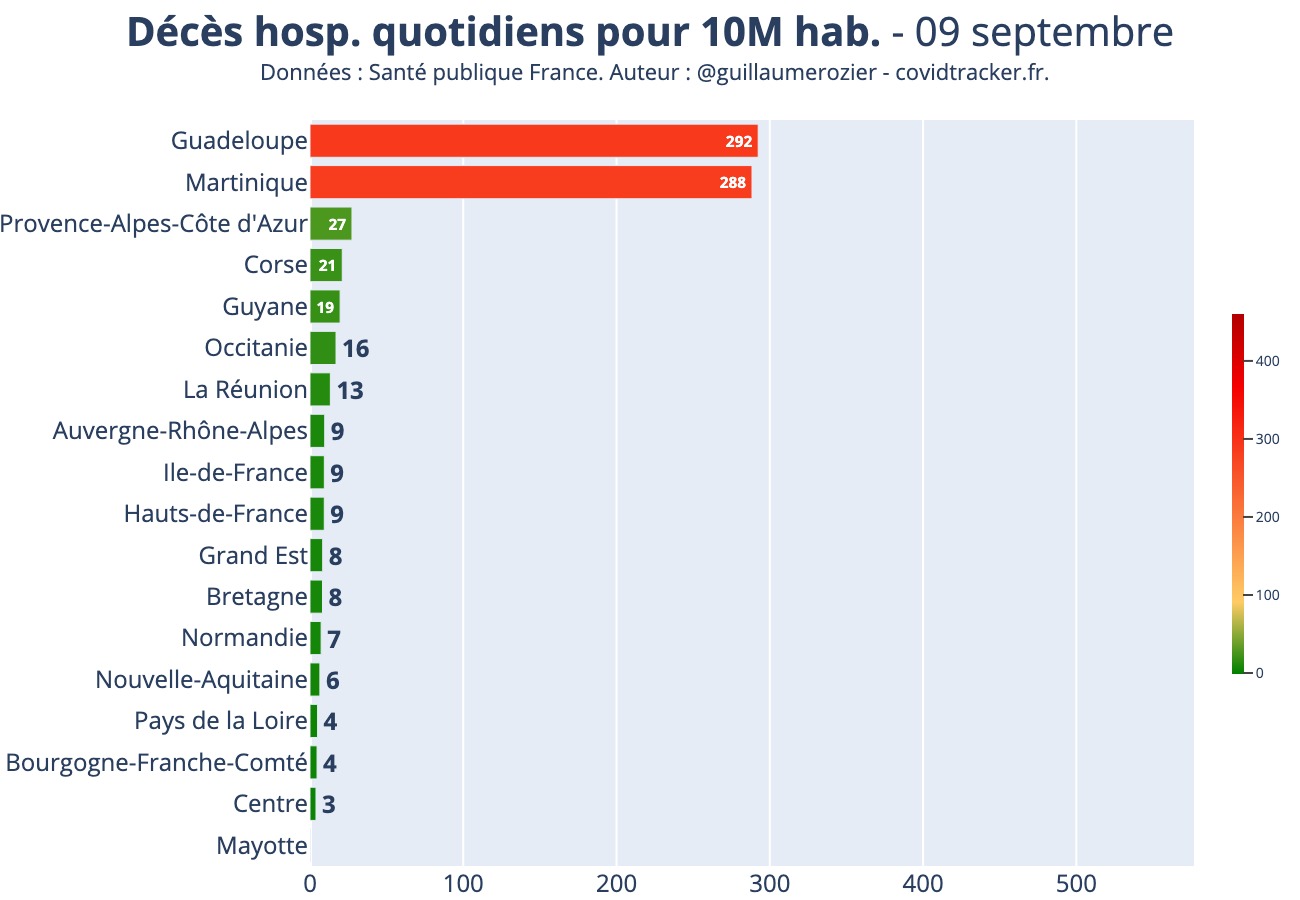 Décès hosp. quotidiens pour 10M hab. - 09 septembre
Données : Santé publique France. Auteur : @guillaumerozier - covidtracker.fr.
Guadeloupe 292
Martinique 288
Provence-Alpes-Côte d'Azur 27
Corse 21
Guyane 19
Occitanie 16
La Réunion 13
Auvergne-Rhône-Alpes 9
Ile-de-France 9
Hauts-de-France 9
Grand Est 8
Bretagne 8
Normandie 7
Nouvelle-Aquitaine 6
Pays de la Loire 4
Bourgogne-Franche-Comté 4
Centre 3
Mayotte
0 100 200 300 400 500
400
300
200
100
0